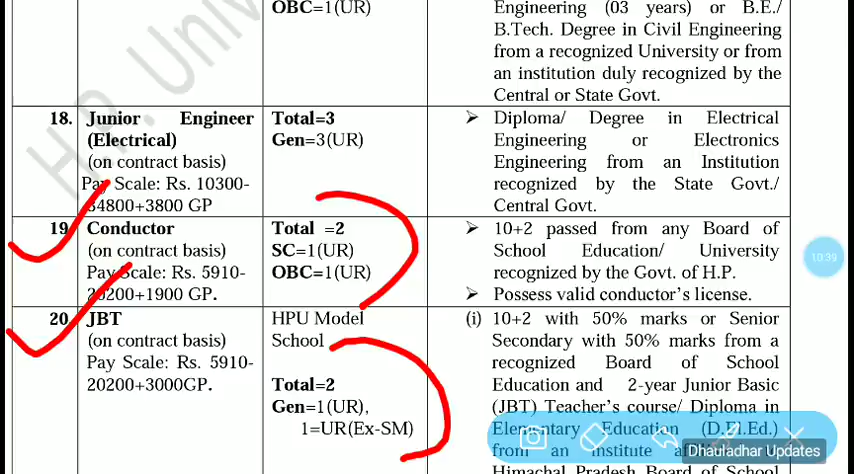 OBC=1(UR)
Engineering (03 years) or B.E./
B.Tech. Degree in Civil Engineering
from a recognized University or from
an institution duly recognized by the
Central or State Govt.
18. Junior Engineer
(Electrical)
(on contract basis)
Pay Scale: Rs. 10300-
34800+3800 GP
Total=3
Gen=3(UR)
➢ Diploma/ Degree in Electrical
Engineering or Electronics
Engineering from an Institution
recognized by the State Govt./
Central Govt.
19 Conductor
(on contract basis)
Pay Scale: Rs. 5910-
20200+1900 GP.
Total =2
SC=1(UR)
OBC=1(UR)
➢ 10+2 passed from any Board of
School Education/ University
recognized by the Govt. of H.P.
➢ Possess valid conductor's license.
20 JBT
(on contract basis)
Pay Scale: Rs. 5910-
20200+3000GP.
HPU Model
School
Total=2
Gen=1(UR),
1=UR(Ex-SM)
(i) 10+2 with 50% marks or Senior
Secondary with 50% marks from a
recognized Board of School
Education and 2-year Junior Basic
(JBT) Teacher's course/ Diploma in
Elementary Education (D.El.Ed.)
from an institute
Himachal Pradesh Board of School
H.P. Univer
10:39
Dhauladhar Updates